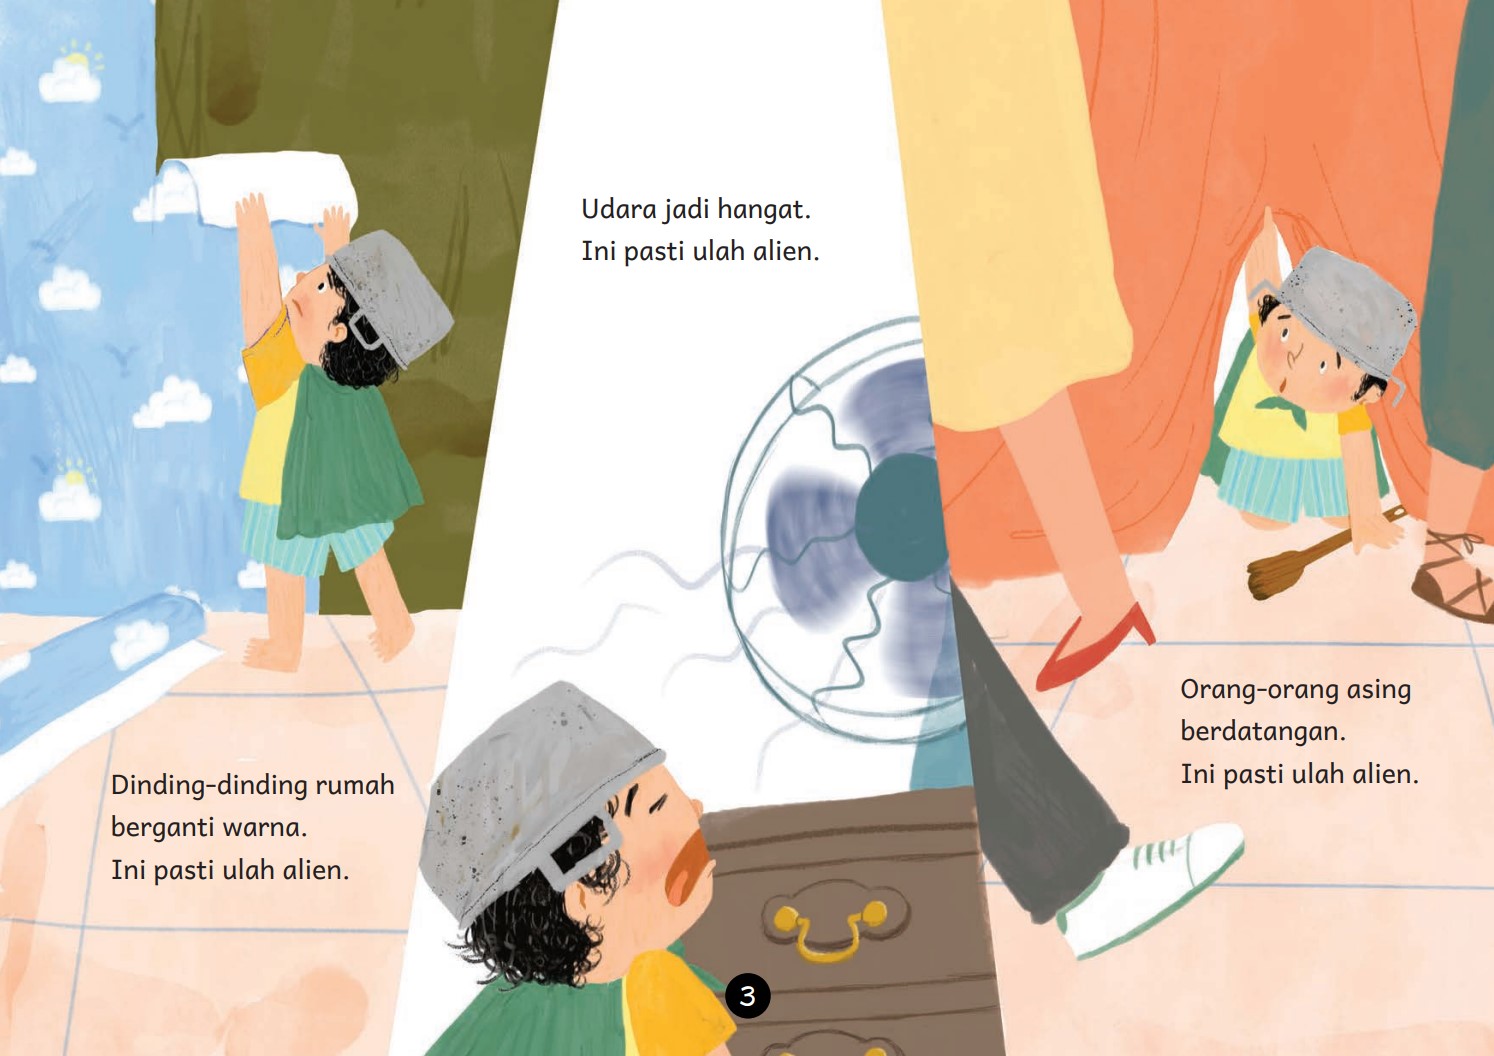 Dinding-dinding rumah
berganti warna.
Ini pasti ulah alien.
Udara jadi hangat.
Ini pasti ulah alien.
Orang-orang asing
berdatangan.
Ini pasti ulah alien.
3